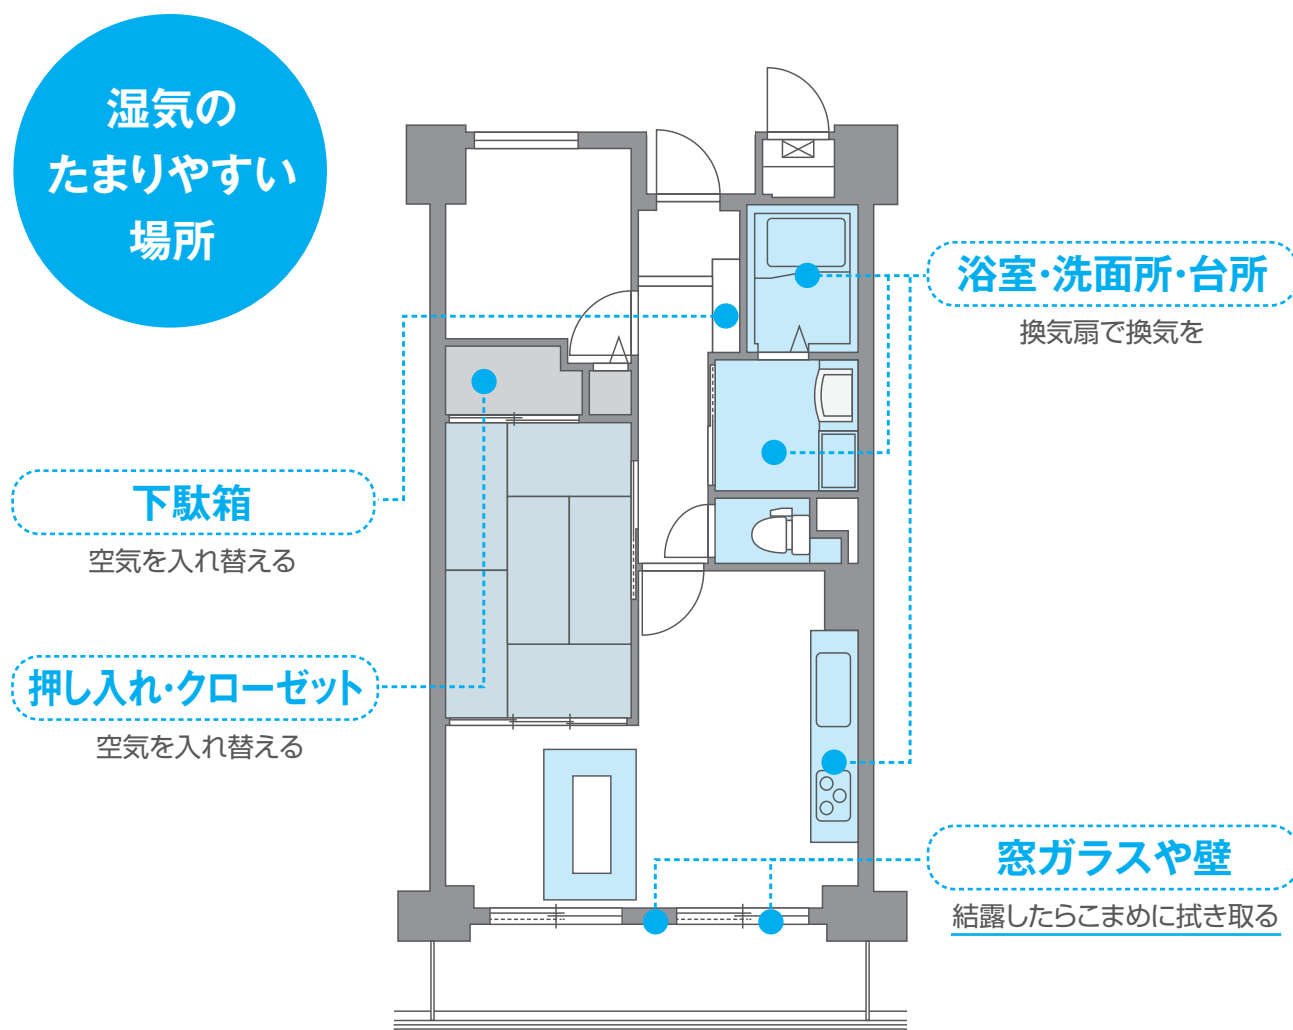 湿気の
たまりやすい
場所
浴室・洗面所・台所
換気扇で換気を
下駄箱
空気を入れ替える
押し入れ・クローゼット
空気を入れ替える
窓ガラスや壁
結露したらこまめに拭き取る